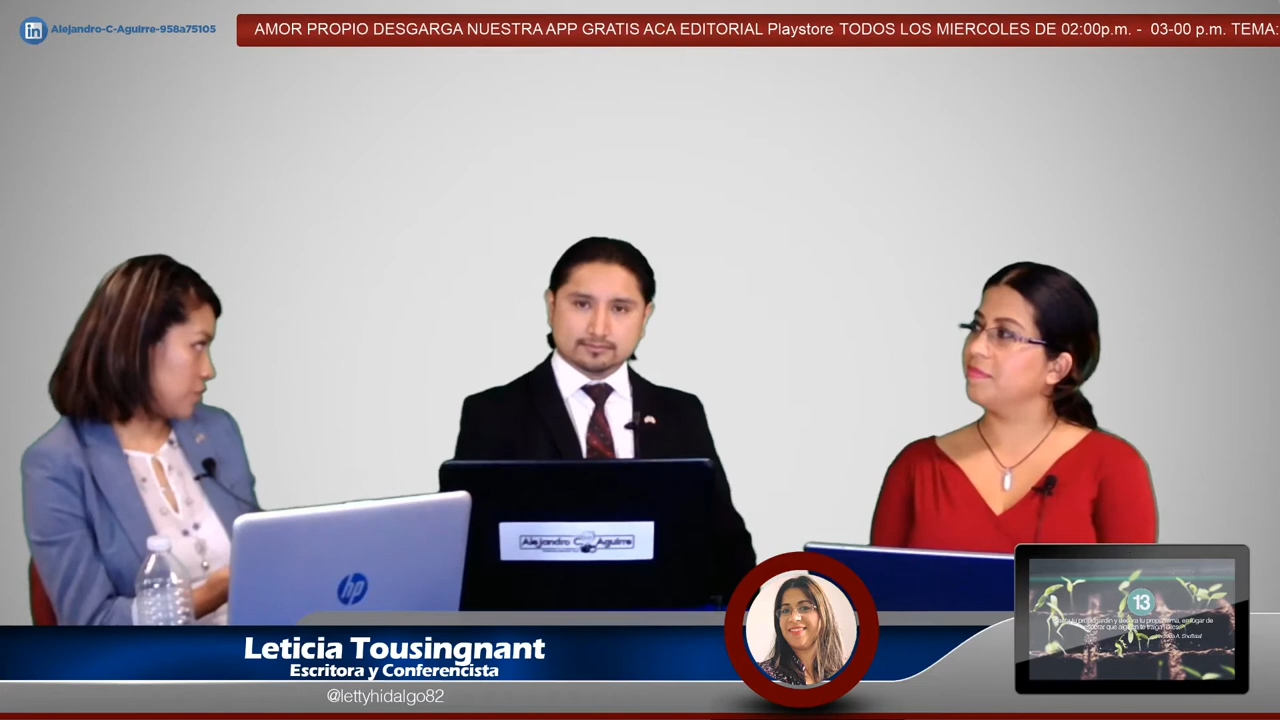 in Alejandro-C-Aguirre-958a75105
AMOR PROPIO DESGARGA NUESTRA APP GRATIS ACA EDITORIAL Playstore TODOS LOS MIERCOLES DE 02:00p.m. - 03-00 p.m. TEMA:
Alejandro C. Aguirre
hp
13
Leticia Tousingnant
Escritora y Conferencista
@lettyhidalgo82